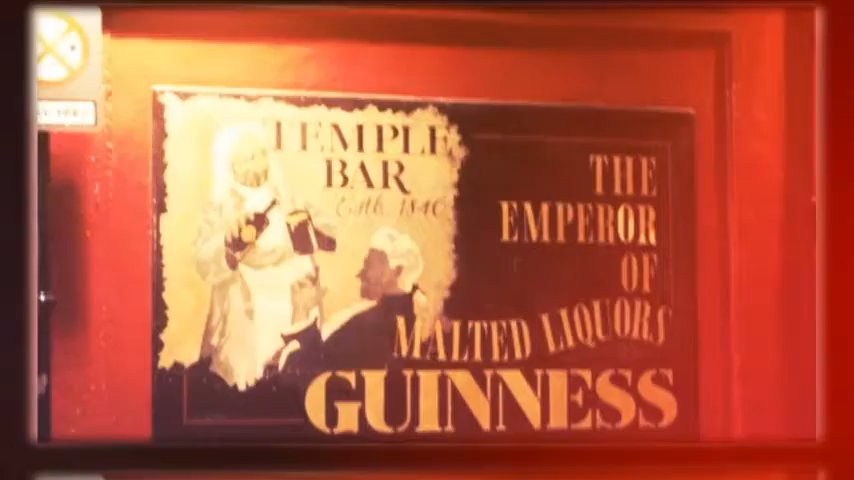 TEMPLE
BAR
Estb. 1840
THE
EMPEROR
OF
MALTED LIQUORS
GUINNESS